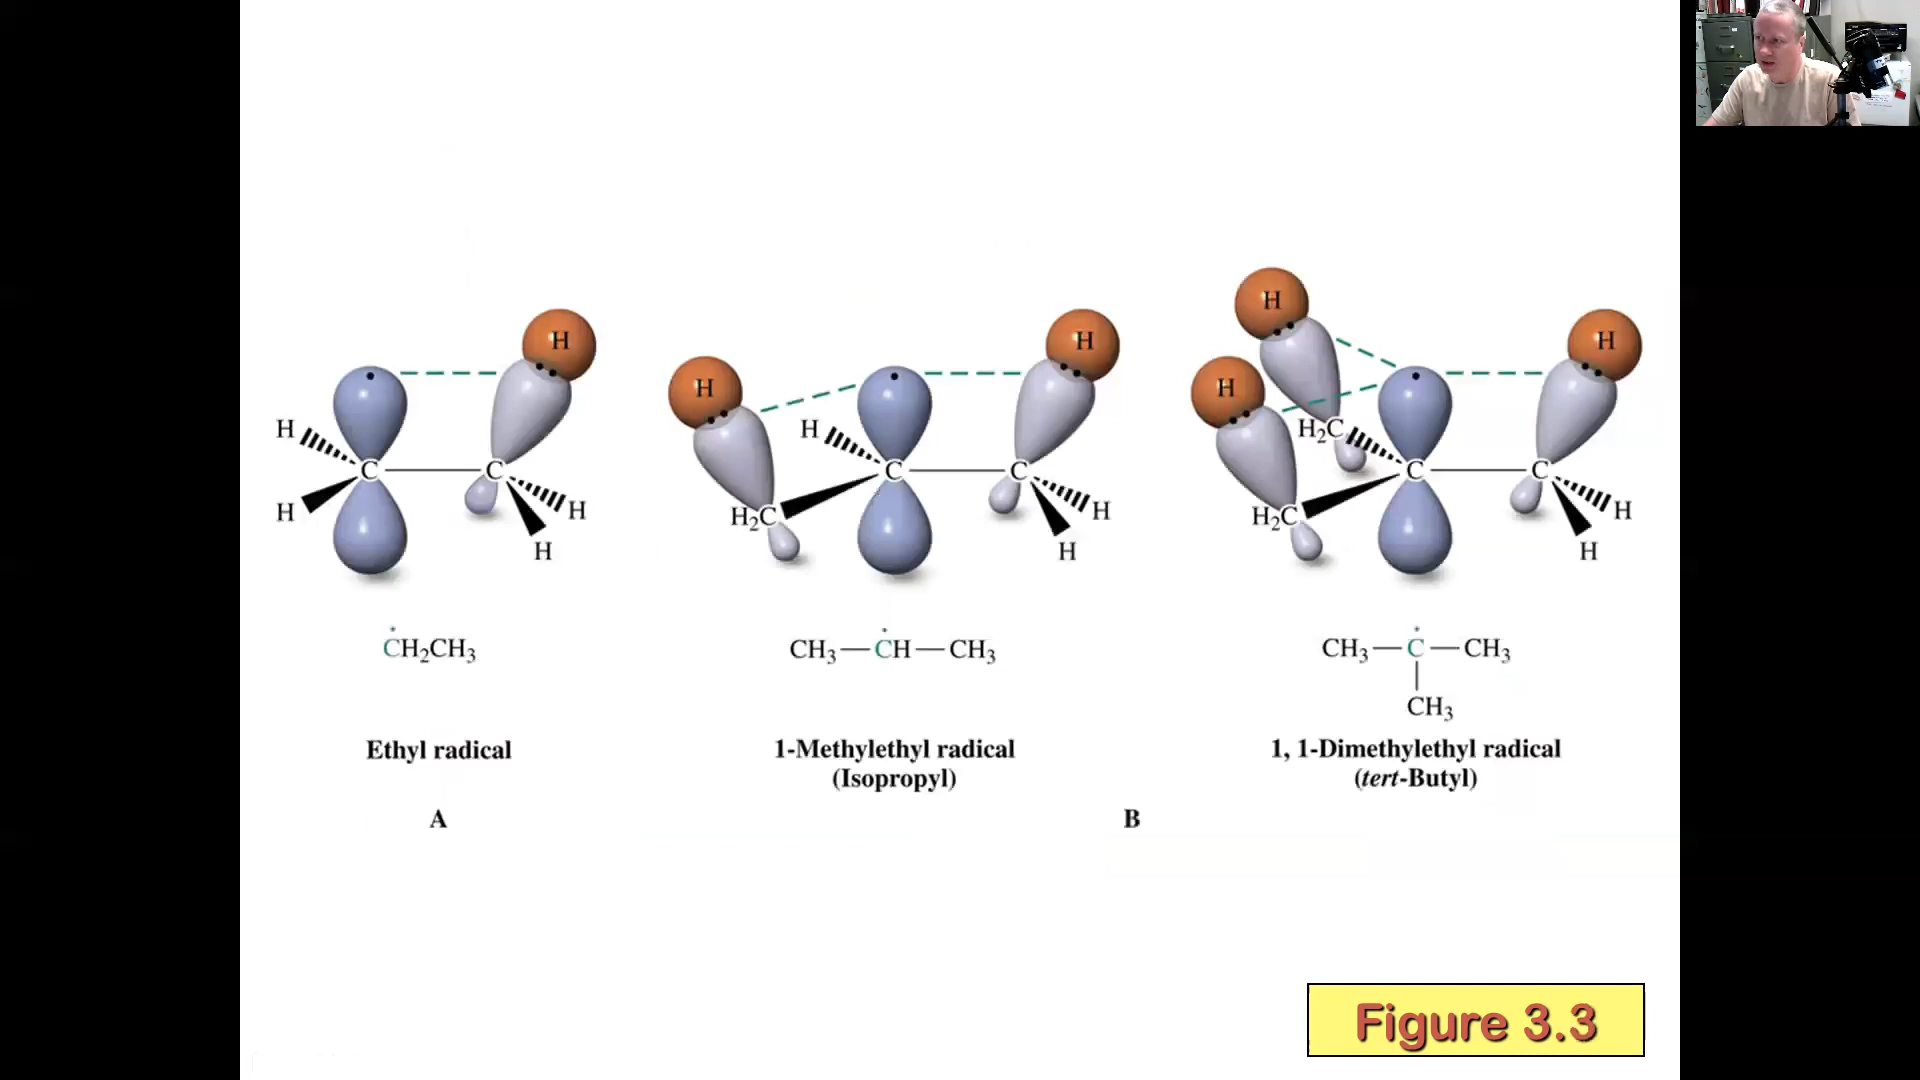 H
H
H
H
H
H
H
H
H
H
H₂C
C
C
H
H
C
C
H
H₂C
H
H
H₂C
C
C
H
H
ĊH₂CH₃
CH₃—ĊH—CH₃
CH₃—Ċ—CH₃
CH₃
Ethyl radical
1-Methylethyl radical
(Isopropyl)
1, 1-Dimethylethyl radical
(tert-Butyl)
A
B
Figure 3.3